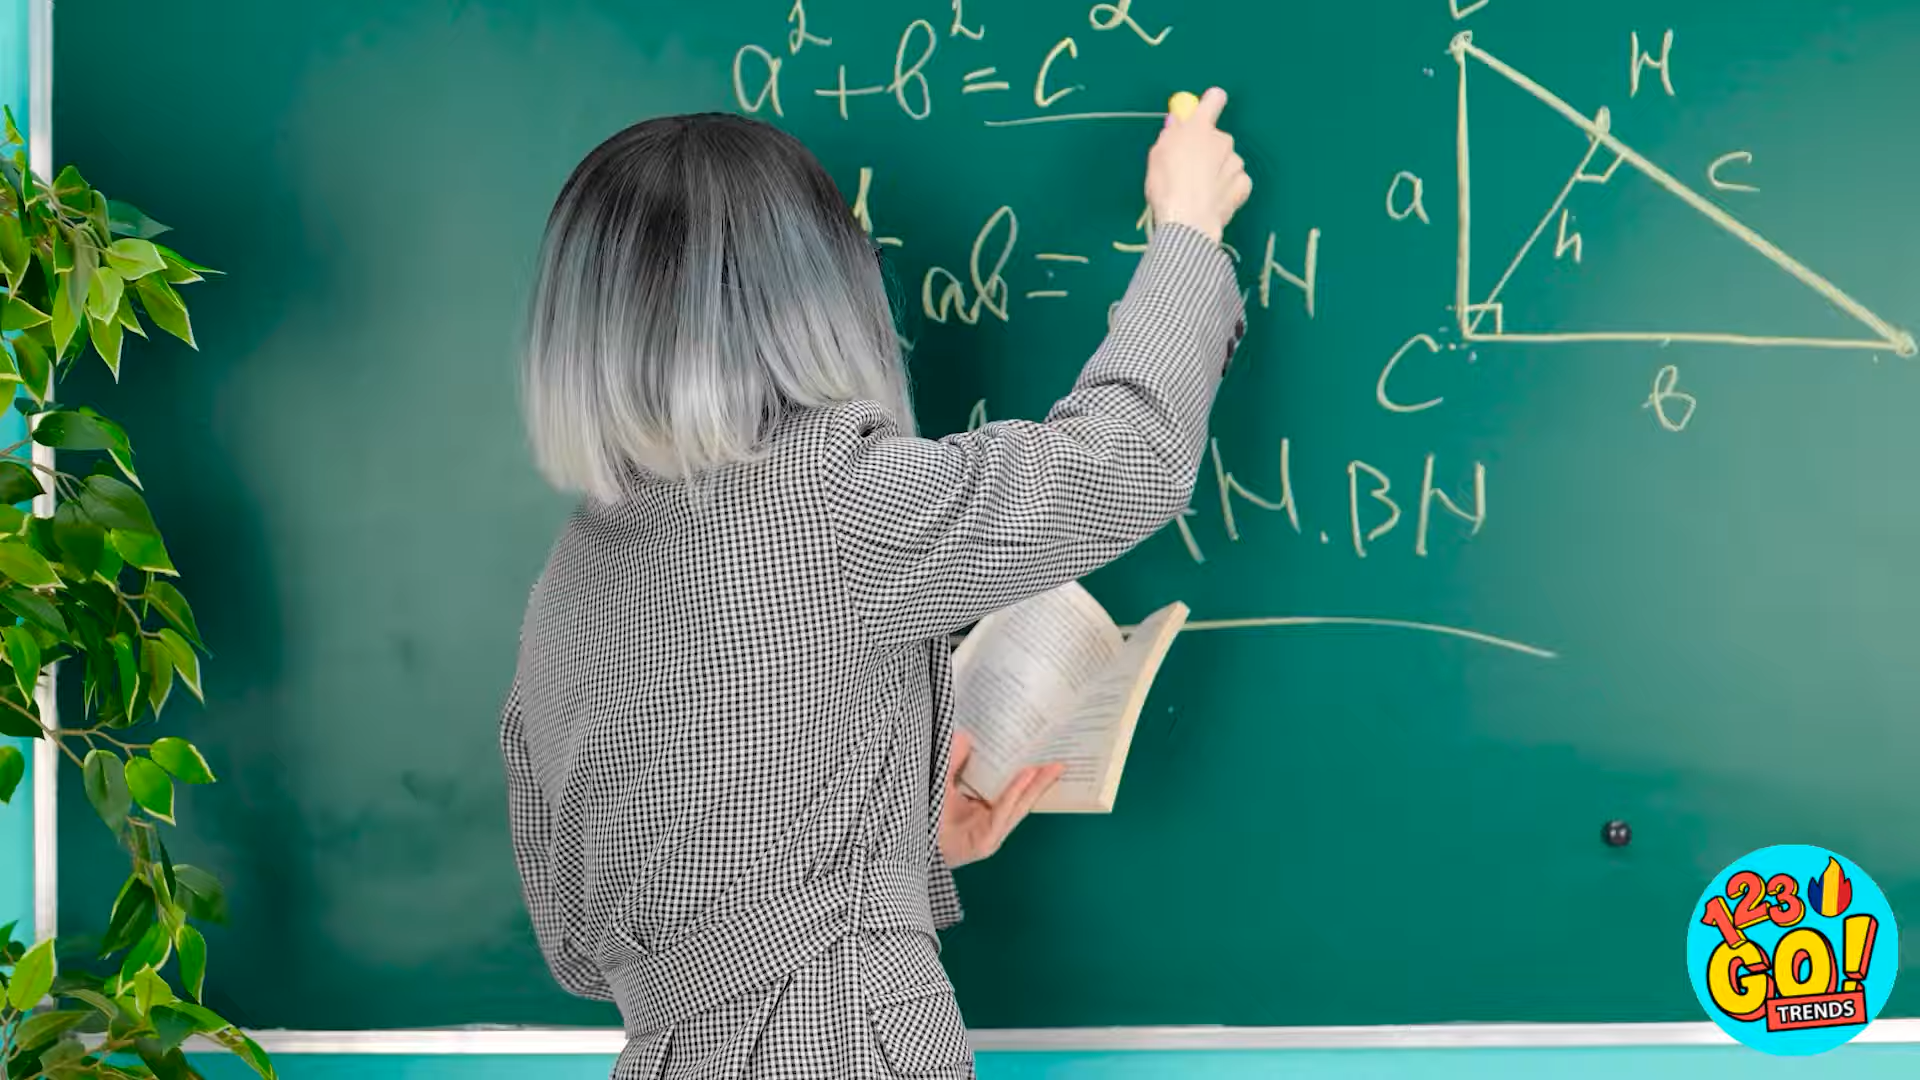 a² + b² = c²
ab =
H
H
a
c
h
C
b
H . BH
123
GO!
TRENDS